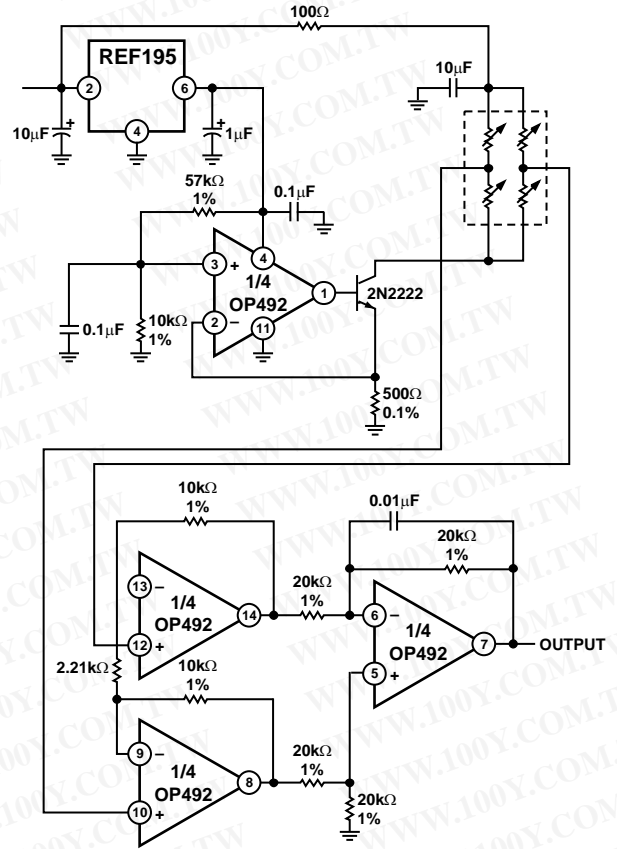 100Ω
REF195
2
6
4
10μF
+
1μF
+
10μF
57kΩ
1%
0.1μF
3
+
4
1/4
OP492
1
2
−
11
2N2222
0.1μF
10kΩ
1%
500Ω
0.1%
10kΩ
1%
13
−
1/4
OP492
14
12
+
2.21kΩ
10kΩ
1%
9
−
1/4
OP492
8
10
+
20kΩ
1%
20kΩ
1%
20kΩ
1%
0.01μF
20kΩ
1%
6
−
1/4
OP492
7
5
+
OUTPUT
WWW.100Y.COM.TW